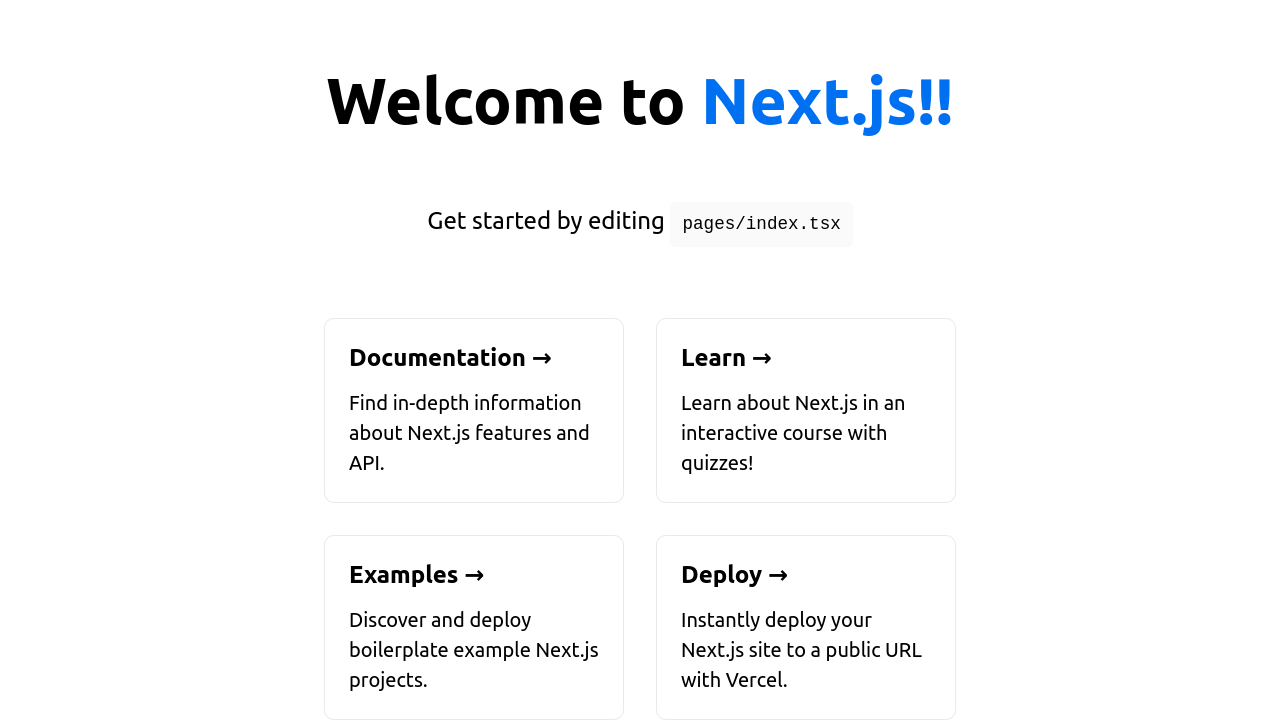 Welcome to Next.js!!
Get started by editing pages/index.tsx
Documentation →
Find in-depth information
about Next.js features and
API.
Learn →
Learn about Next.js in an
interactive course with
quizzes!
Examples →
Discover and deploy
boilerplate example Next.js
projects.
Deploy →
Instantly deploy your
Next.js site to a public URL
with Vercel.